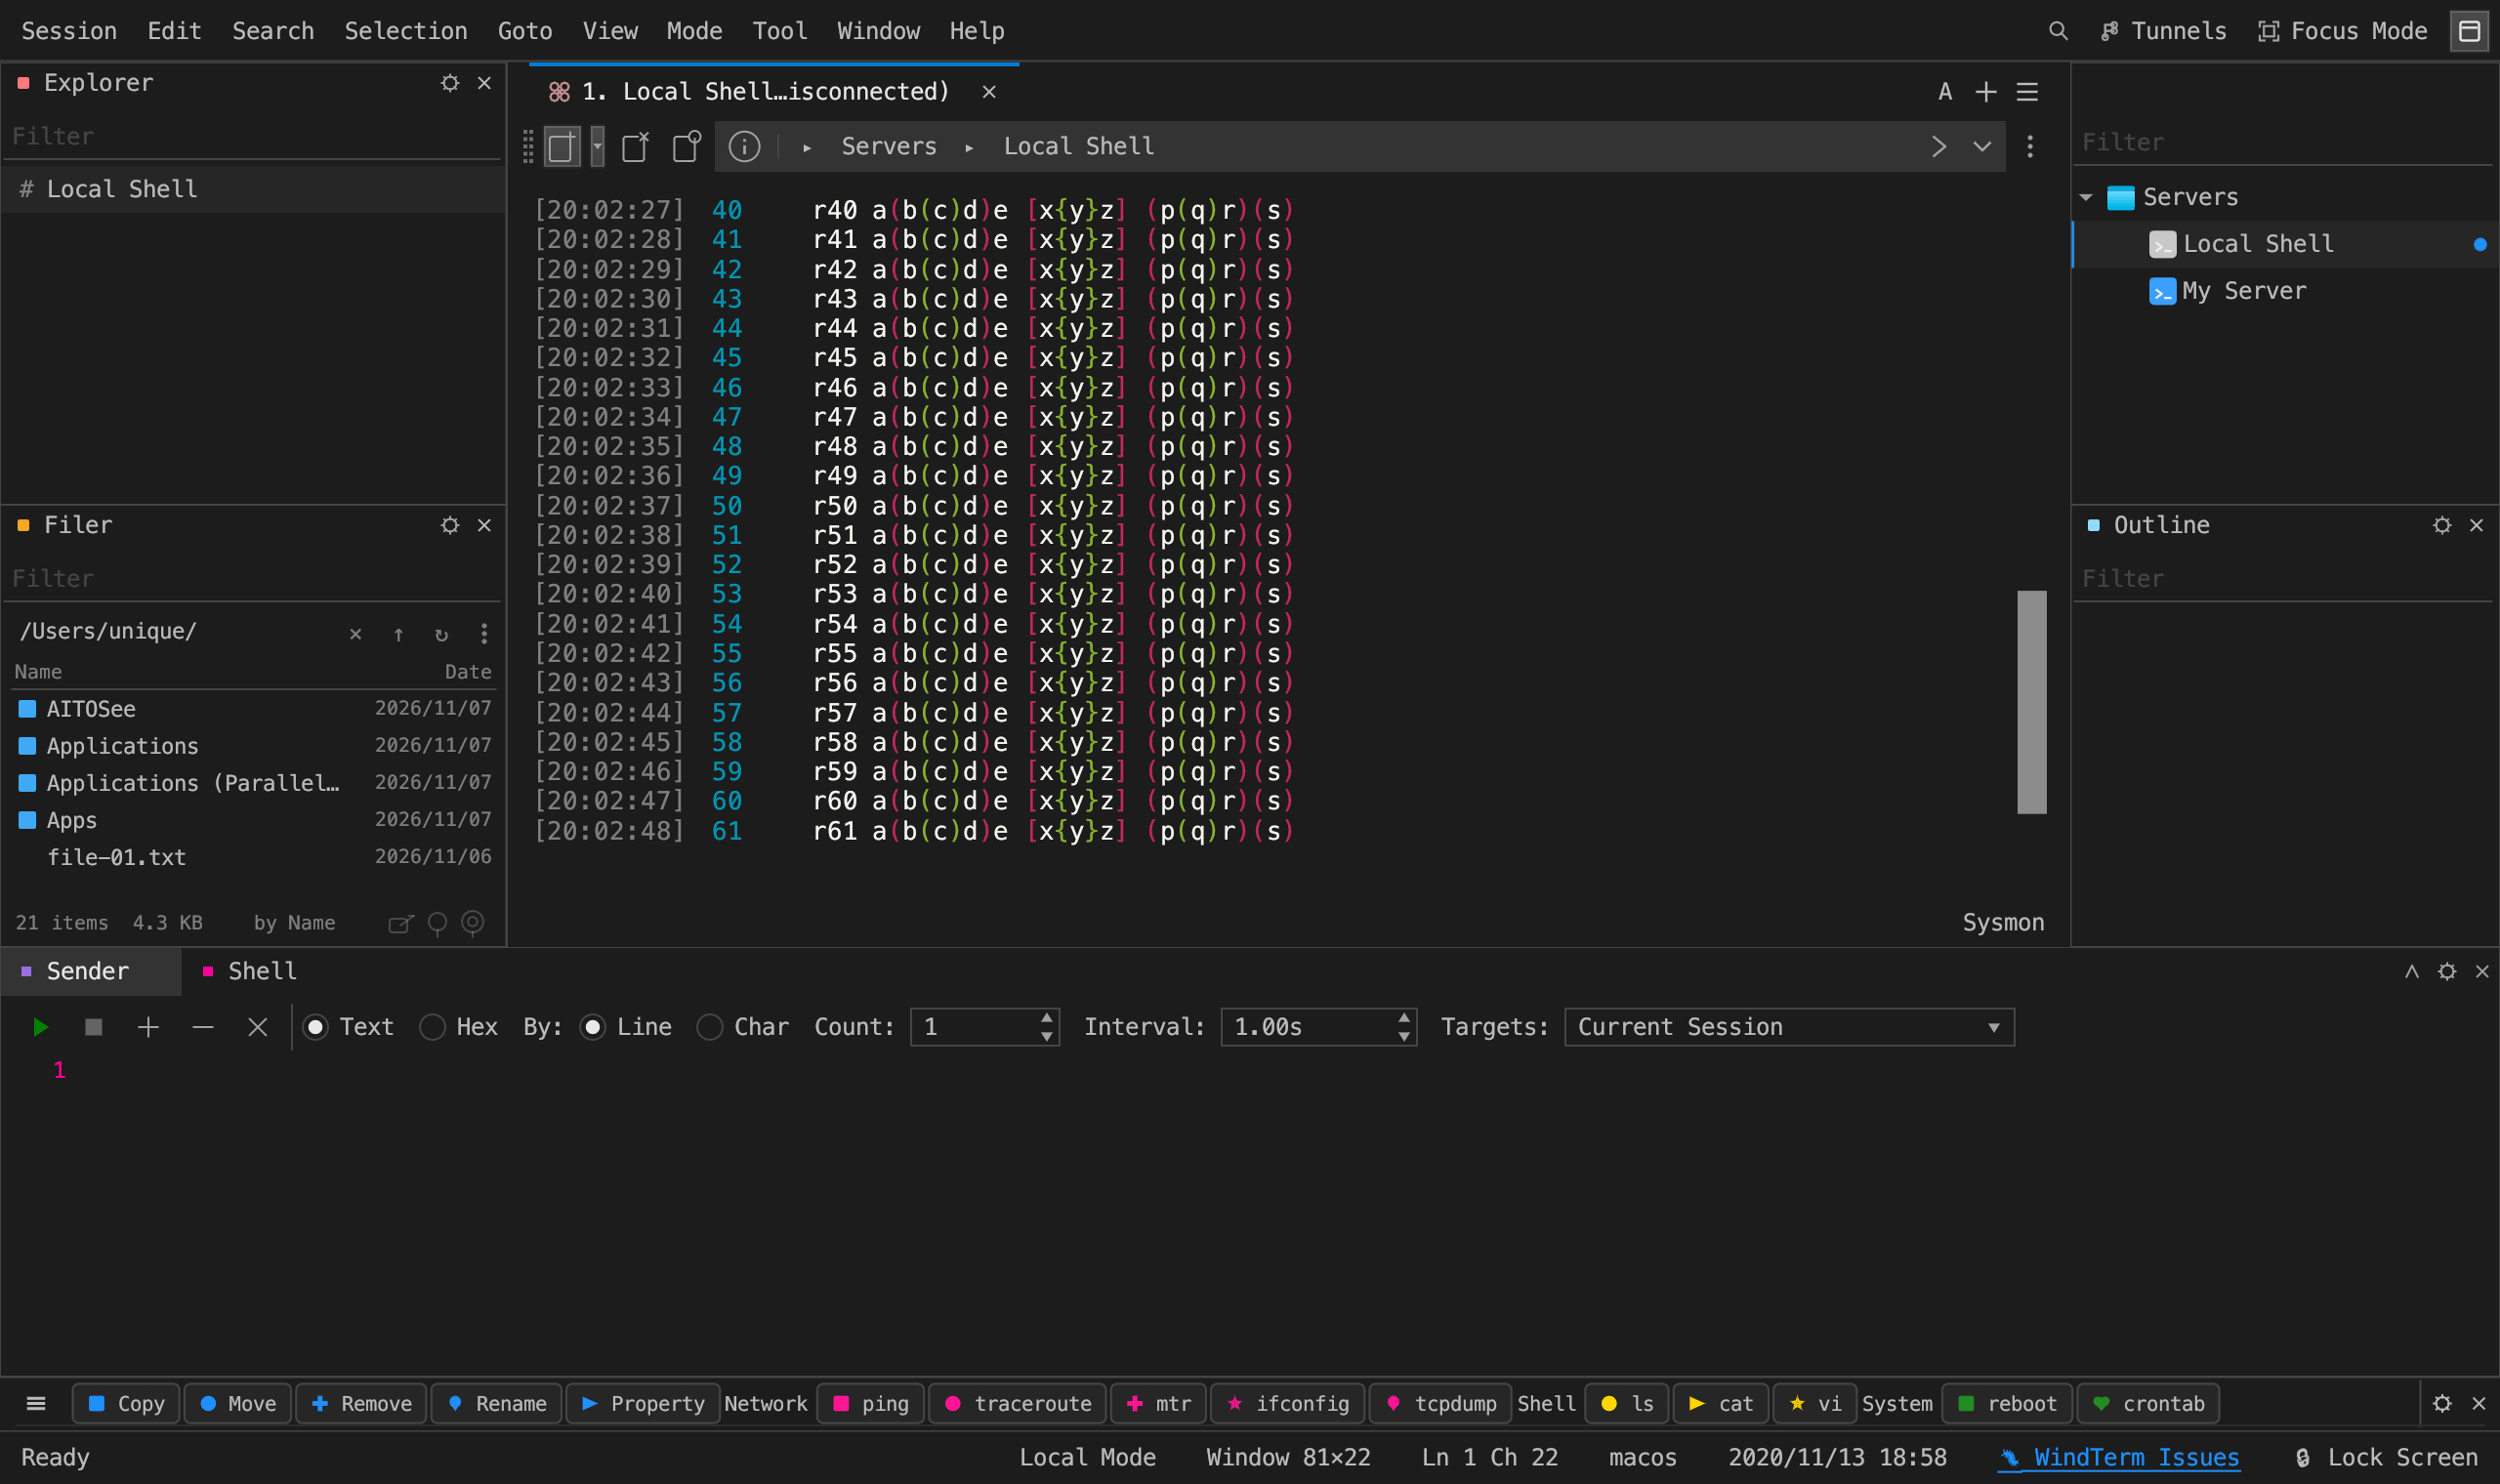 Session Edit Search Selection Goto View Mode Tool Window Help Tunnels Focus Mode
Explorer
Filter
# Local Shell
Filer
Filter
/Users/unique/
Name Date
AITOSee 2026/11/07
Applications 2026/11/07
Applications (Parallel… 2026/11/07
Apps 2026/11/07
file-01.txt 2026/11/06
21 items 4.3 KB by Name
1. Local Shell…isconnected) A
Servers Local Shell
[20:02:27] 40 r40 a(b(c)d)e [x{y}z] (p(q)r)(s)
[20:02:28] 41 r41 a(b(c)d)e [x{y}z] (p(q)r)(s)
[20:02:29] 42 r42 a(b(c)d)e [x{y}z] (p(q)r)(s)
[20:02:30] 43 r43 a(b(c)d)e [x{y}z] (p(q)r)(s)
[20:02:31] 44 r44 a(b(c)d)e [x{y}z] (p(q)r)(s)
[20:02:32] 45 r45 a(b(c)d)e [x{y}z] (p(q)r)(s)
[20:02:33] 46 r46 a(b(c)d)e [x{y}z] (p(q)r)(s)
[20:02:34] 47 r47 a(b(c)d)e [x{y}z] (p(q)r)(s)
[20:02:35] 48 r48 a(b(c)d)e [x{y}z] (p(q)r)(s)
[20:02:36] 49 r49 a(b(c)d)e [x{y}z] (p(q)r)(s)
[20:02:37] 50 r50 a(b(c)d)e [x{y}z] (p(q)r)(s)
[20:02:38] 51 r51 a(b(c)d)e [x{y}z] (p(q)r)(s)
[20:02:39] 52 r52 a(b(c)d)e [x{y}z] (p(q)r)(s)
[20:02:40] 53 r53 a(b(c)d)e [x{y}z] (p(q)r)(s)
[20:02:41] 54 r54 a(b(c)d)e [x{y}z] (p(q)r)(s)
[20:02:42] 55 r55 a(b(c)d)e [x{y}z] (p(q)r)(s)
[20:02:43] 56 r56 a(b(c)d)e [x{y}z] (p(q)r)(s)
[20:02:44] 57 r57 a(b(c)d)e [x{y}z] (p(q)r)(s)
[20:02:45] 58 r58 a(b(c)d)e [x{y}z] (p(q)r)(s)
[20:02:46] 59 r59 a(b(c)d)e [x{y}z] (p(q)r)(s)
[20:02:47] 60 r60 a(b(c)d)e [x{y}z] (p(q)r)(s)
[20:02:48] 61 r61 a(b(c)d)e [x{y}z] (p(q)r)(s)
Sysmon
Filter
Servers
Local Shell
My Server
Outline
Filter
Sender Shell
Text Hex By: Line Char Count: 1 Interval: 1.00s Targets: Current Session
1
Copy Move Remove Rename Property Network ping traceroute mtr ifconfig tcpdump Shell ls cat vi System reboot crontab
Ready Local Mode Window 81×22 Ln 1 Ch 22 macos 2020/11/13 18:58 WindTerm Issues Lock Screen